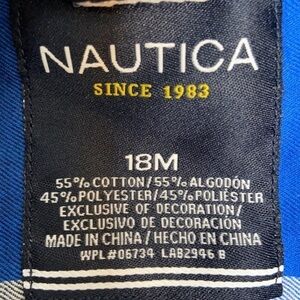 NAUTICA
SINCE 1983
18M
55% COTTON/55% ALGODÓN
45% POLYESTER/45% POLIÉSTER
EXCLUSIVE OF DECORATION/
EXCLUSIVO DE DECORACIÓN
MADE IN CHINA/HECHO EN CHINA
WPL#06734 LAB2946 B